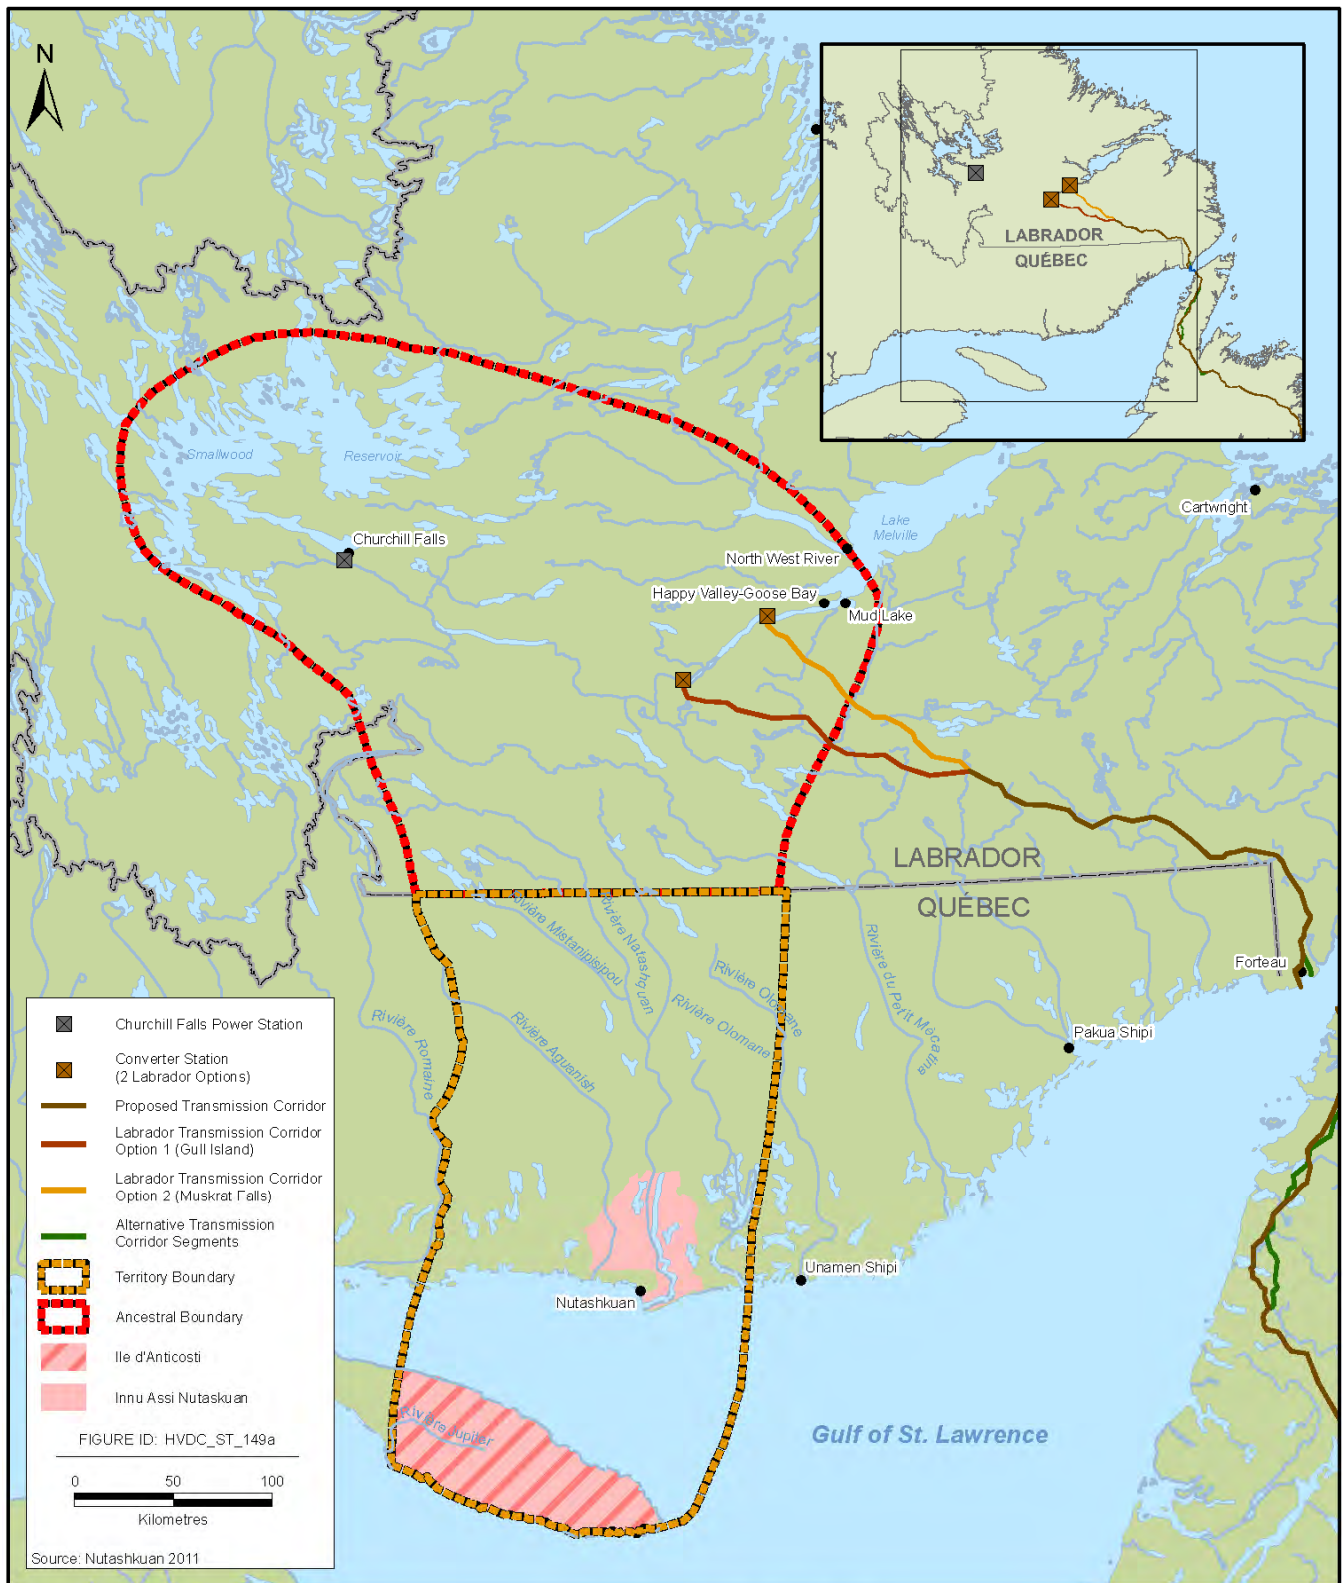 N
LABRADOR
QUÉBEC
Smallwood
Reservoir
Churchill Falls
Lake
Melville
Cartwright
North West River
Happy Valley-Goose Bay
Mud Lake
LABRADOR
QUÉBEC
Rivière Mistanipisipou
Rivière Natashquan
Rivière Olomane
Rivière Olomane
Rivière du Petit Mécatina
Rivière Romaine
Rivière Aguanish
Forteau
Pakua Shipi
Unamen Shipi
Nutashkuan
Rivière Jupiter
Gulf of St. Lawrence
Churchill Falls Power Station
Converter Station
(2 Labrador Options)
Proposed Transmission Corridor
Labrador Transmission Corridor
Option 1 (Gull Island)
Labrador Transmission Corridor
Option 2 (Muskrat Falls)
Alternative Transmission
Corridor Segments
Territory Boundary
Ancestral Boundary
Ile d'Anticosti
Innu Assi Nutaskuan
FIGURE ID: HVDC_ST_149a
0 50 100
Kilometres
Source: Nutashkuan 2011